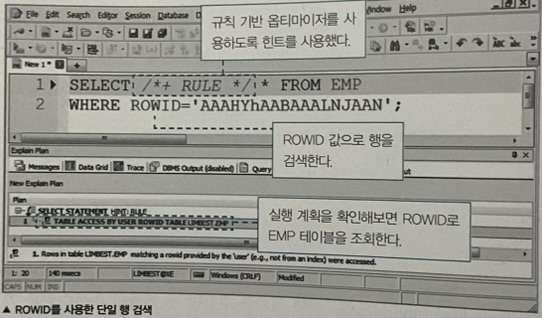 File Edit Search Editor Session Database
Window Help
규칙 기반 옵티마이저를 사
용하도록 힌트를 사용했다.
New 1 *
1 SELECT /*+ RULE */ * FROM EMP
2 WHERE ROWID='AAAHYhAABAAALNJAAN';
ROWID 값으로 행을
검색한다.
Explain Plan
Messages Data Grid Trace DBMS Output (disabled) Query
New Explain Plan
Plan
SELECT STATEMENT HINT: RULE
1 TABLE ACCESS BY USER ROWID TABLE LIMBEST.EMP
실행 계획을 확인해보면 ROWID로
EMP 테이블을 조회한다.
1. Rows in table LIMBEST.EMP matching a rowid provided by the 'user' (e.g., not from an index) were accessed.
1: 20 140 msecs LIMBEST@XE Windows (CRLF) Modified
CAPS NUM INS
▲ ROWID를 사용한 단일 행 검색